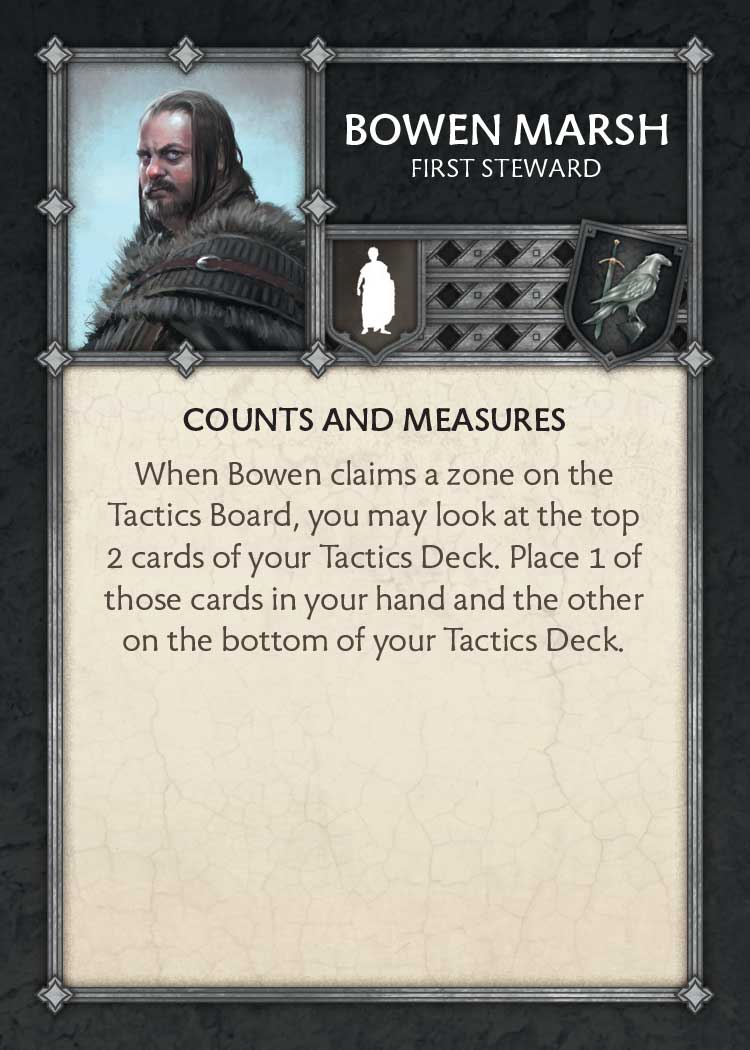 BOWEN MARSH
FIRST STEWARD
COUNTS AND MEASURES
When Bowen claims a zone on the
Tactics Board, you may look at the top
2 cards of your Tactics Deck. Place 1 of
those cards in your hand and the other
on the bottom of your Tactics Deck.